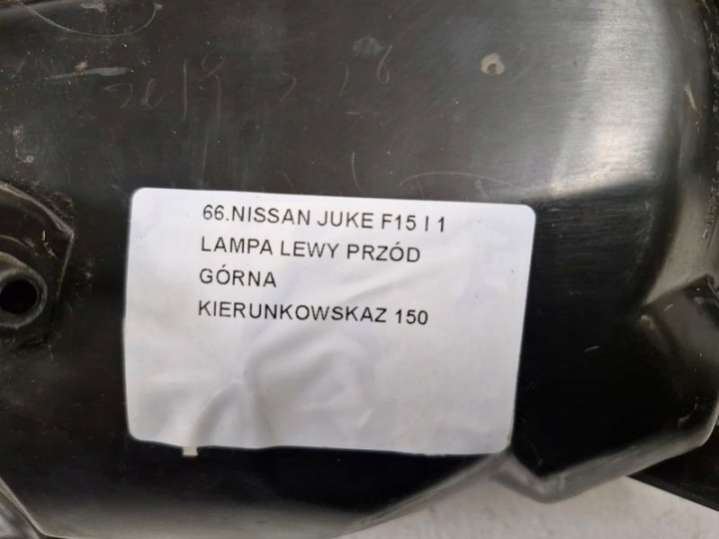 66.NISSAN JUKE F15 I 1
LAMPA LEWY PRZÓD
GÓRNA
KIERUNKOWSKAZ 150